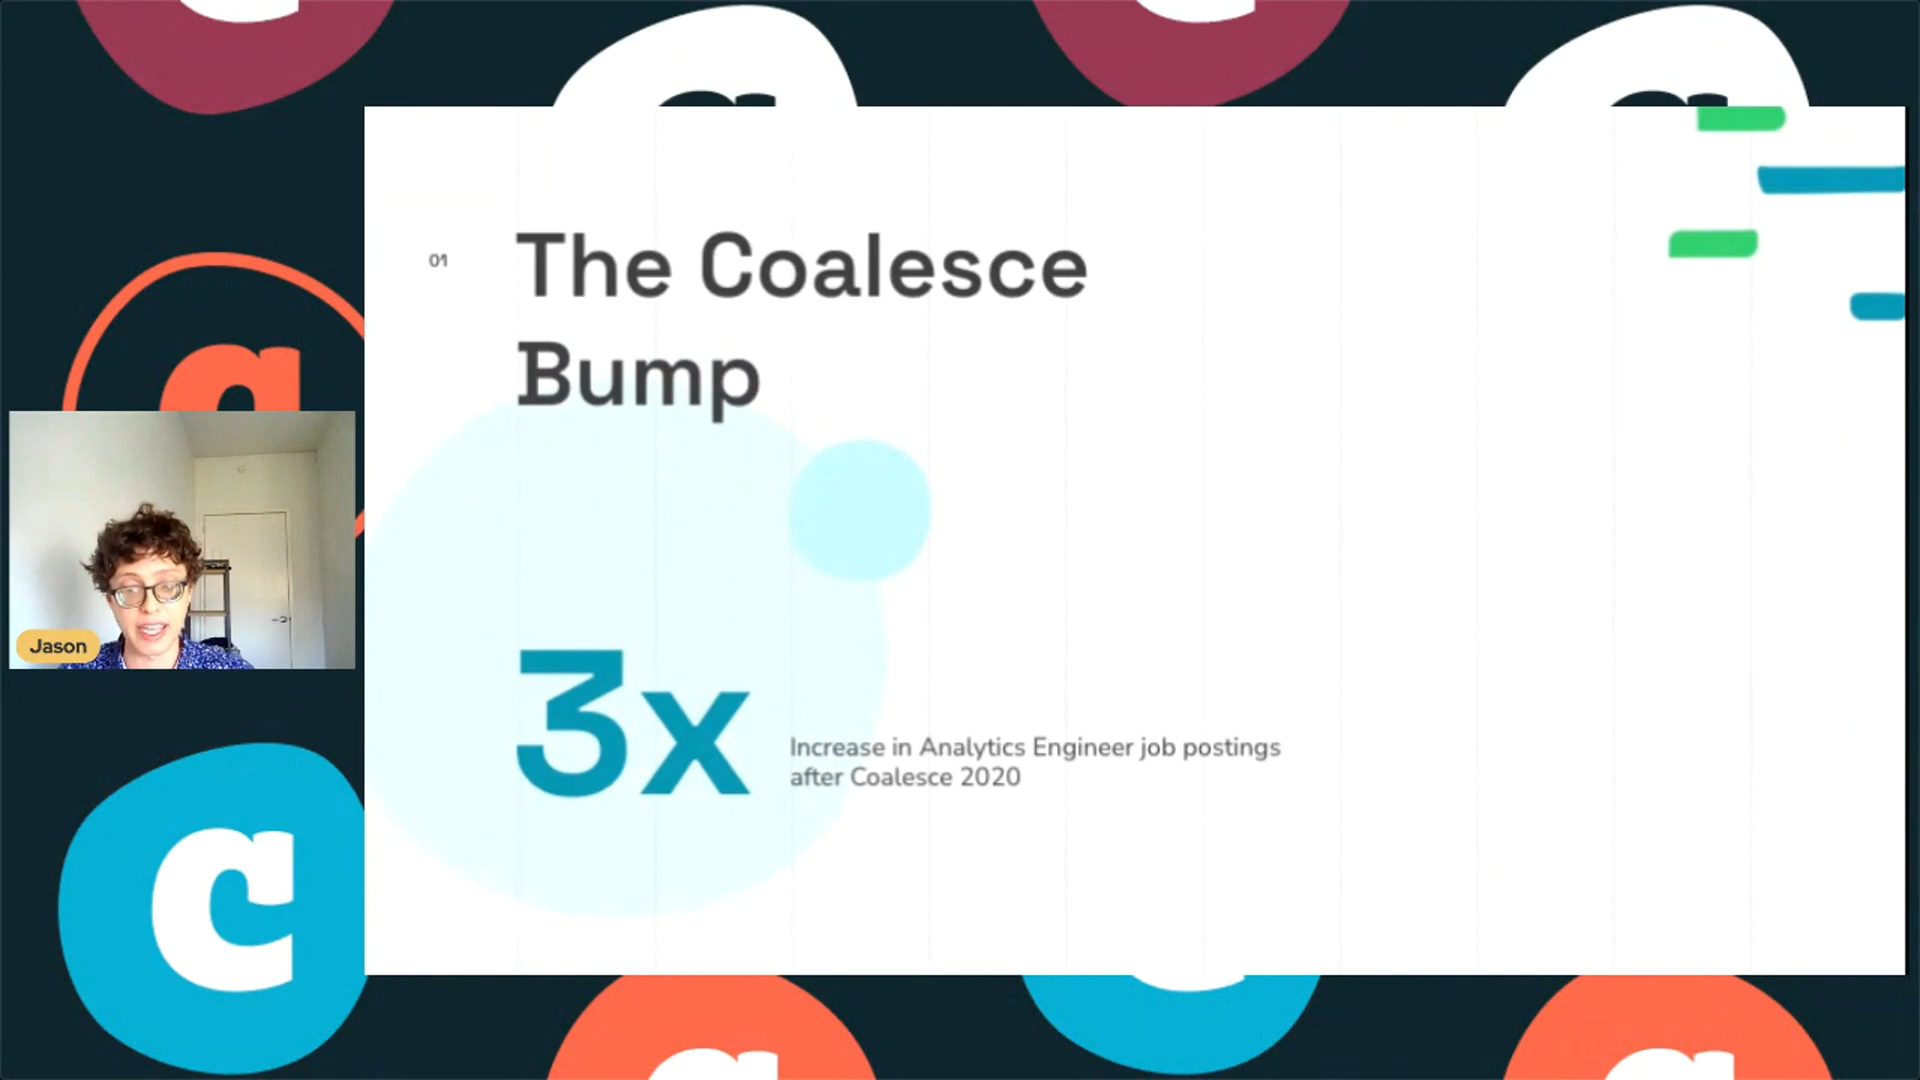 01
The Coalesce
Bump
Jason
3x
Increase in Analytics Engineer job postings
after Coalesce 2020